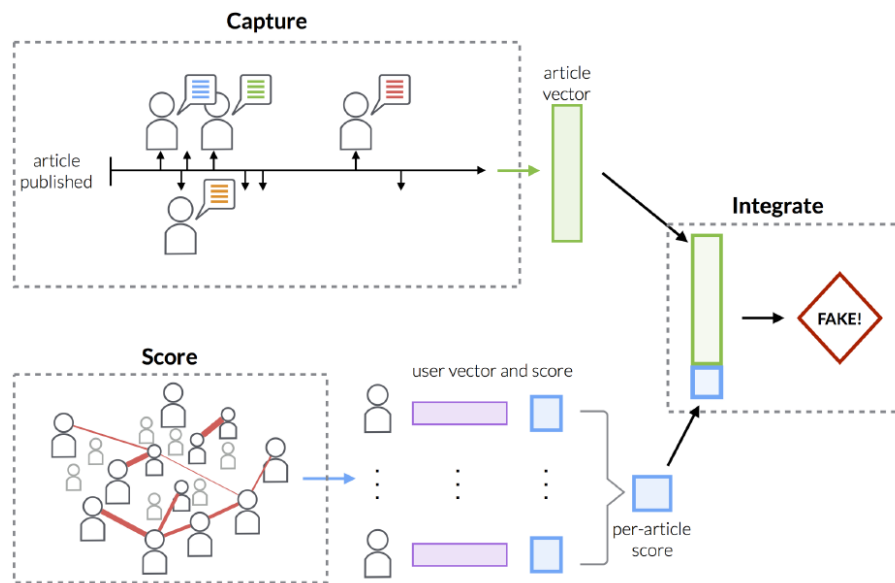 Capture
article
published
article
vector
Integrate
FAKE!
Score
user vector and score
per-article
score